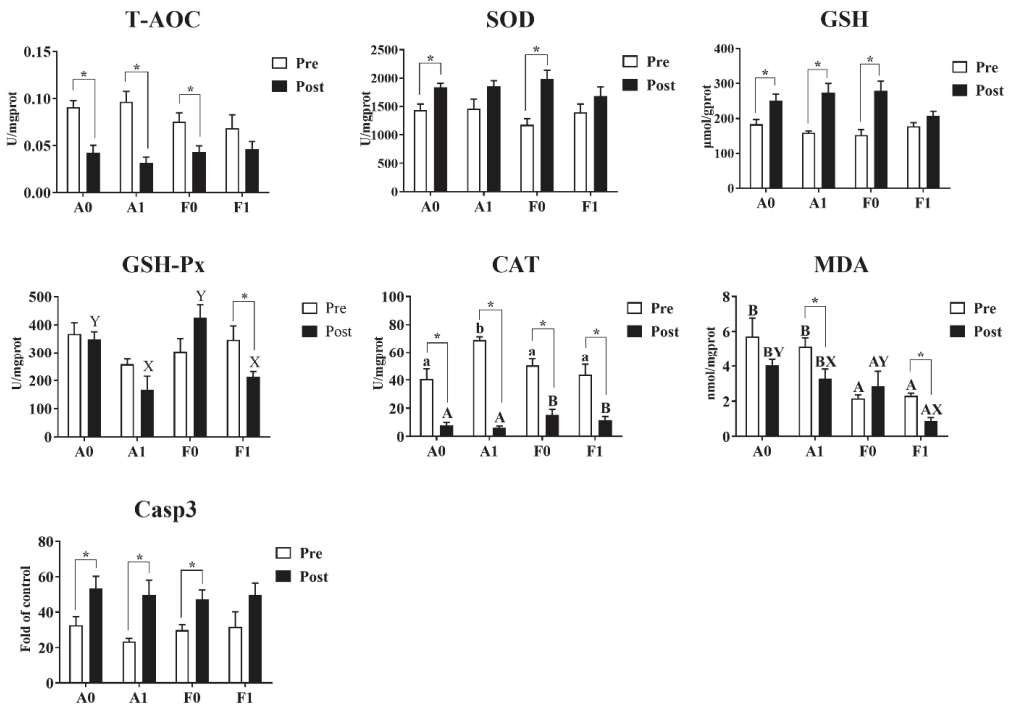 T-AOC
0.15
0.10
0.05
0.00
U/mgprot
*
*
*
A0 A1 F0 F1
Pre
Post
SOD
2500
2000
1500
1000
500
0
U/mgprot
*
*
A0 A1 F0 F1
Pre
Post
GSH
400
300
200
100
0
μmol/gprot
*
*
*
A0 A1 F0 F1
Pre
Post
GSH-Px
500
400
300
200
100
0
U/mgprot
Y
X
Y
*
X
A0 A1 F0 F1
Pre
Post
CAT
100
80
60
40
20
0
U/mgprot
*
a
A
*
b
A
*
a
B
*
a
B
A0 A1 F0 F1
Pre
Post
MDA
8
6
4
2
0
nmol/mgprot
B
BY
*
B
BX
A
AY
*
A
AX
A0 A1 F0 F1
Pre
Post
Casp3
80
60
40
20
0
Fold of control
*
*
*
A0 A1 F0 F1
Pre
Post